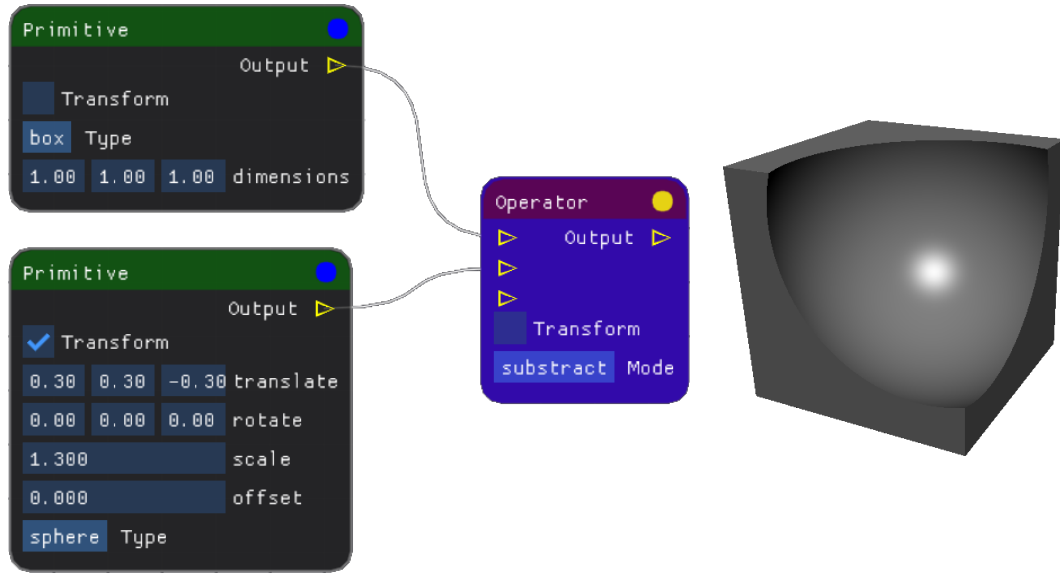 Primitive
Output
Transform
box Type
1.00 1.00 1.00 dimensions
Primitive
Output
Transform
0.30 0.30 -0.30 translate
0.00 0.00 0.00 rotate
1.300 scale
0.000 offset
sphere Type
Operator
Output
Transform
substract Mode